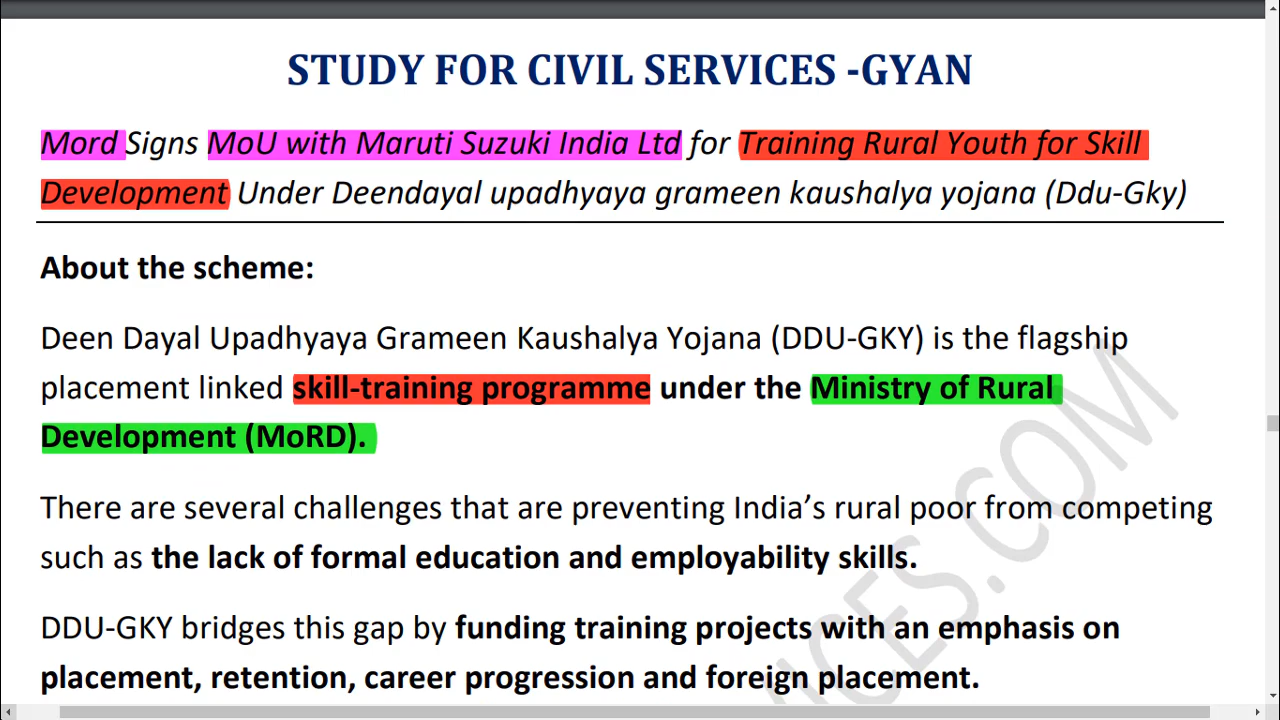 STUDY FOR CIVIL SERVICES -GYAN
Mord Signs MoU with Maruti Suzuki India Ltd for Training Rural Youth for Skill
Development Under Deendayal upadhyaya grameen kaushalya yojana (Ddu-Gky)
About the scheme:
Deen Dayal Upadhyaya Grameen Kaushalya Yojana (DDU-GKY) is the flagship
placement linked skill-training programme under the Ministry of Rural
Development (MoRD).
There are several challenges that are preventing India’s rural poor from competing
such as the lack of formal education and employability skills.
DDU-GKY bridges this gap by funding training projects with an emphasis on
placement, retention, career progression and foreign placement.
VICES.COM